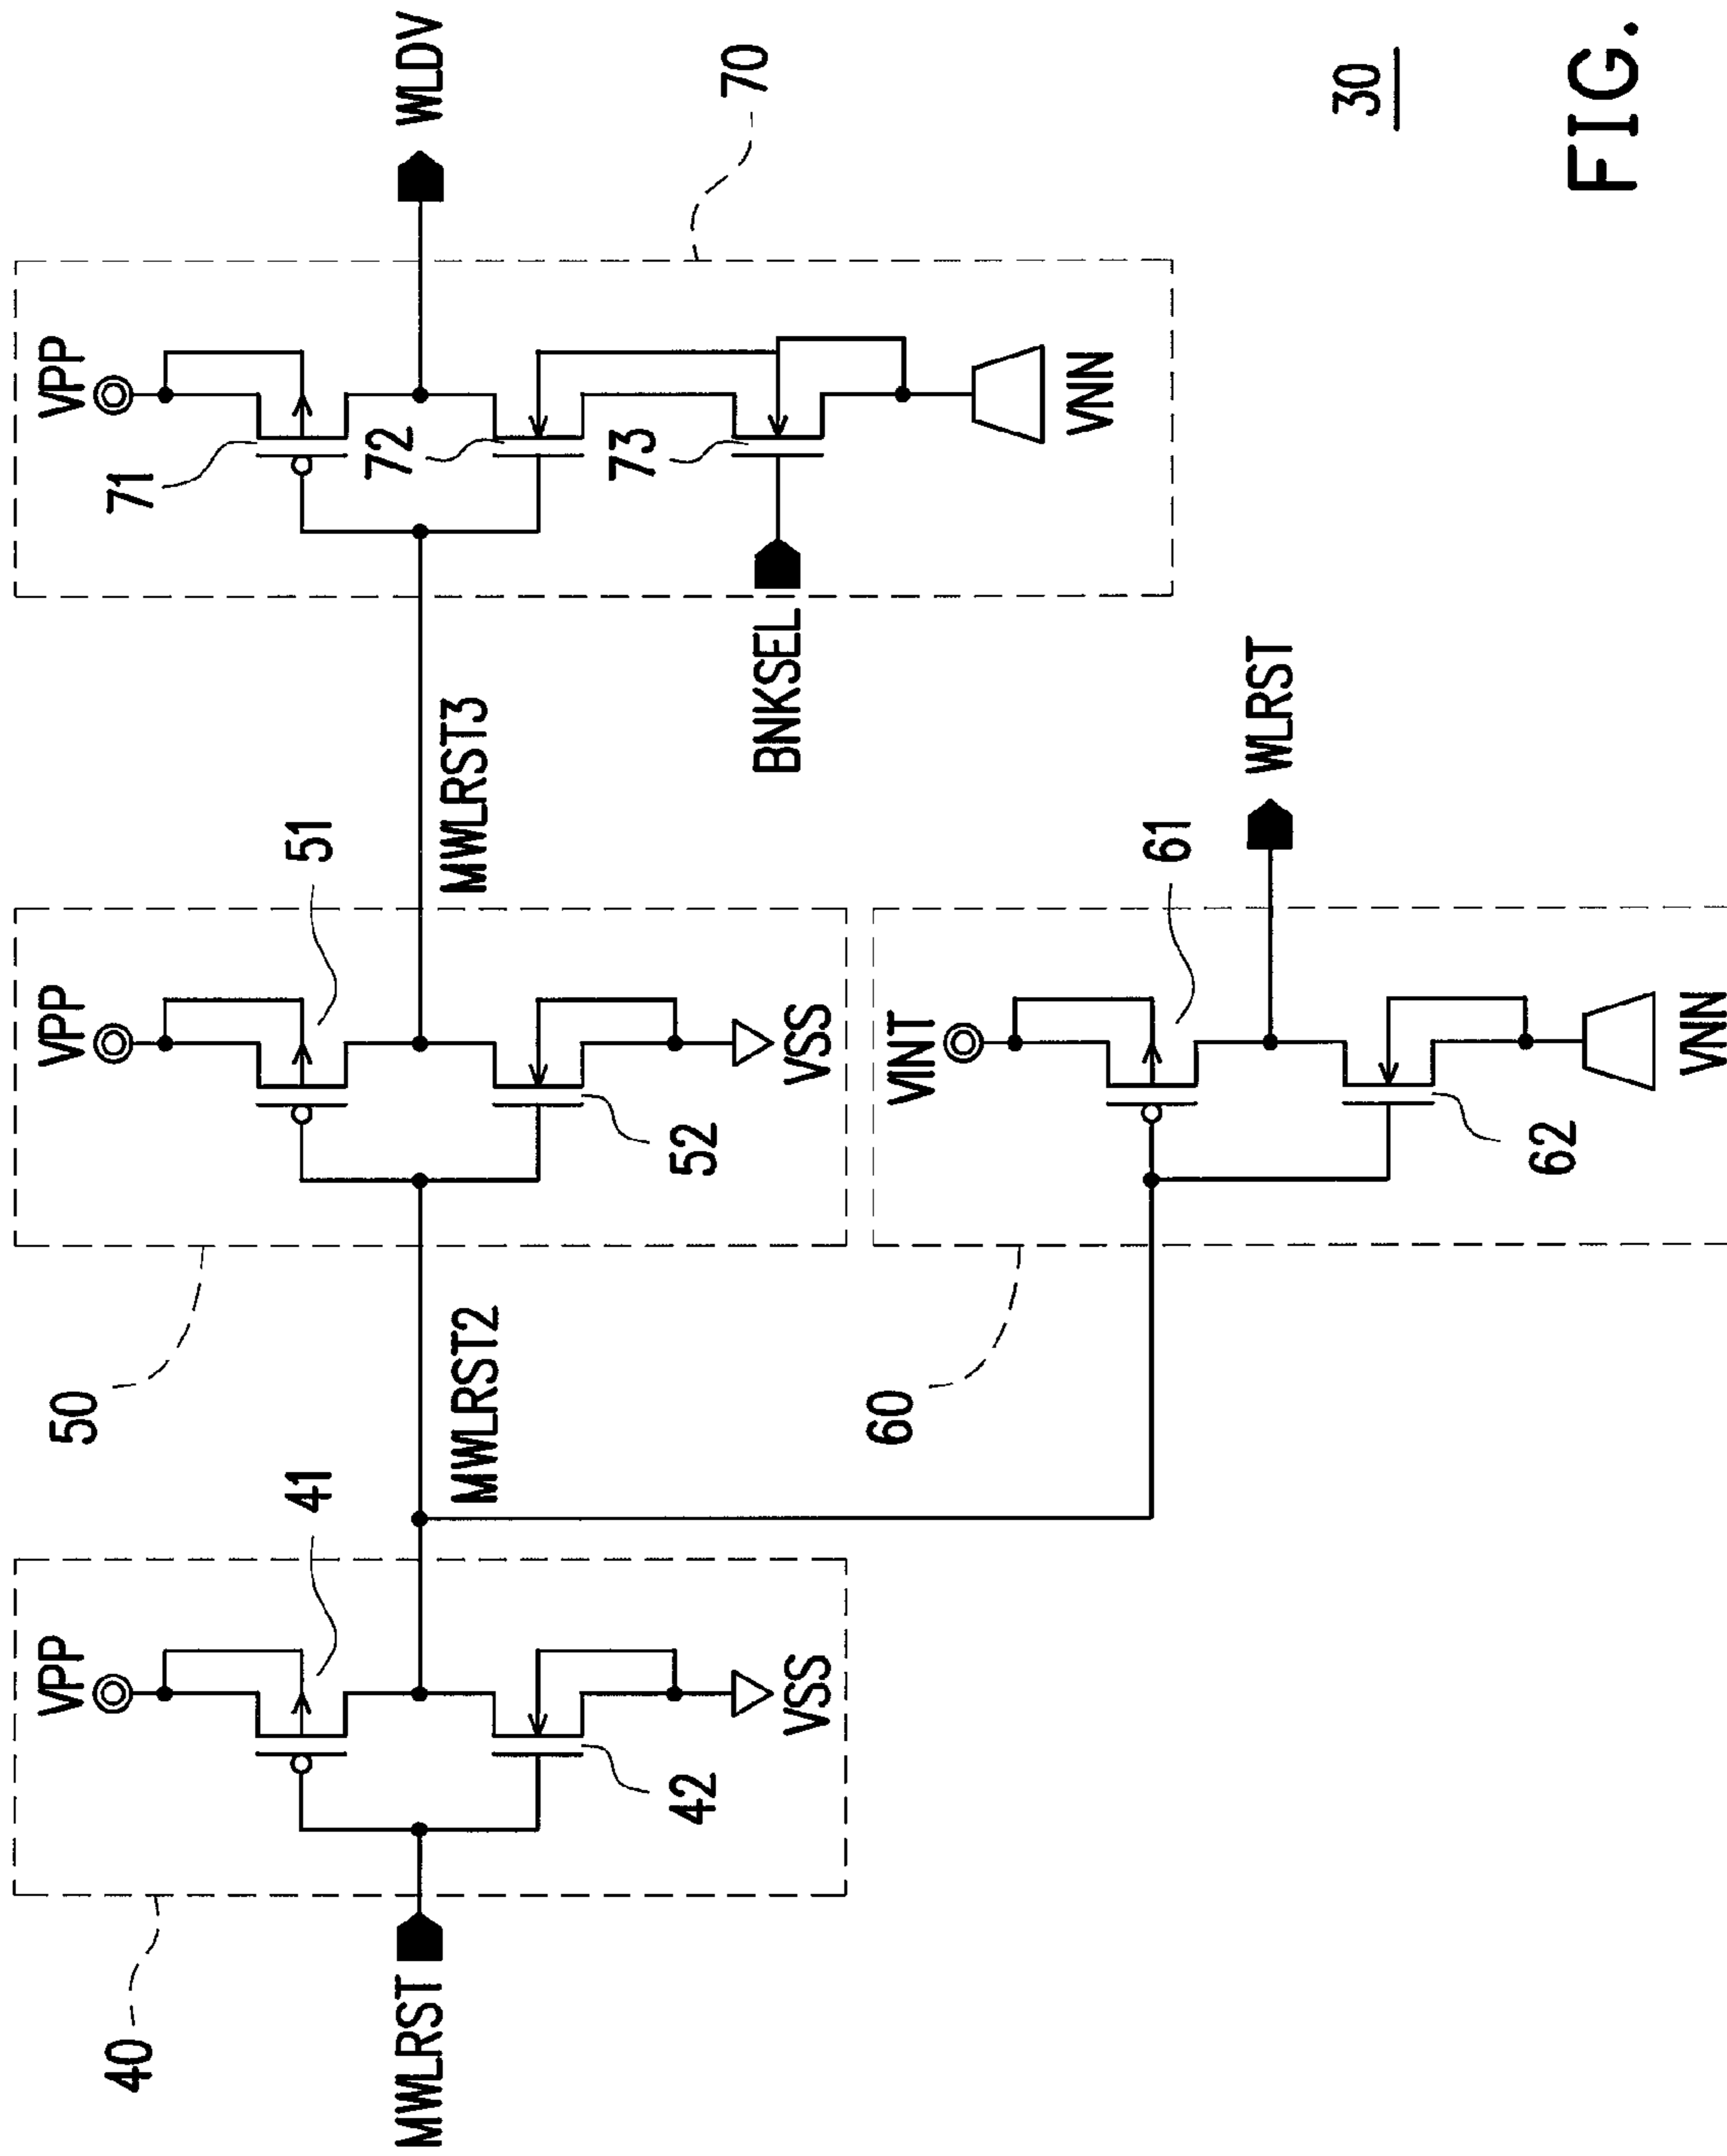 40
MWLRST
VPP
41
42
VSS
MWLRST2
50
VPP
51
52
VSS
60
VINT
61
62
VNN
WLRST
MWLRST3
VPP
71
72
73
BNKSEL
VNN
WLDV
70
30
FIG.